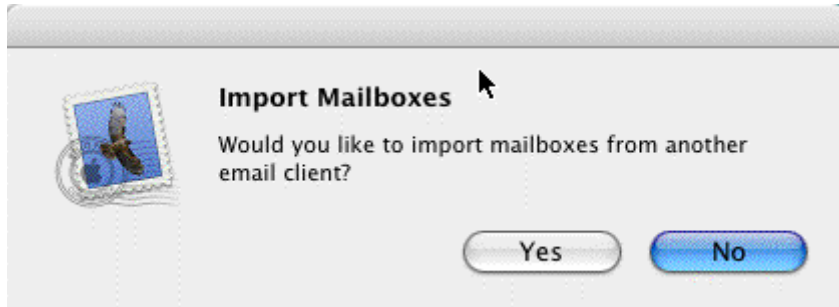 Import Mailboxes
Would you like to import mailboxes from another
email client?
Yes No